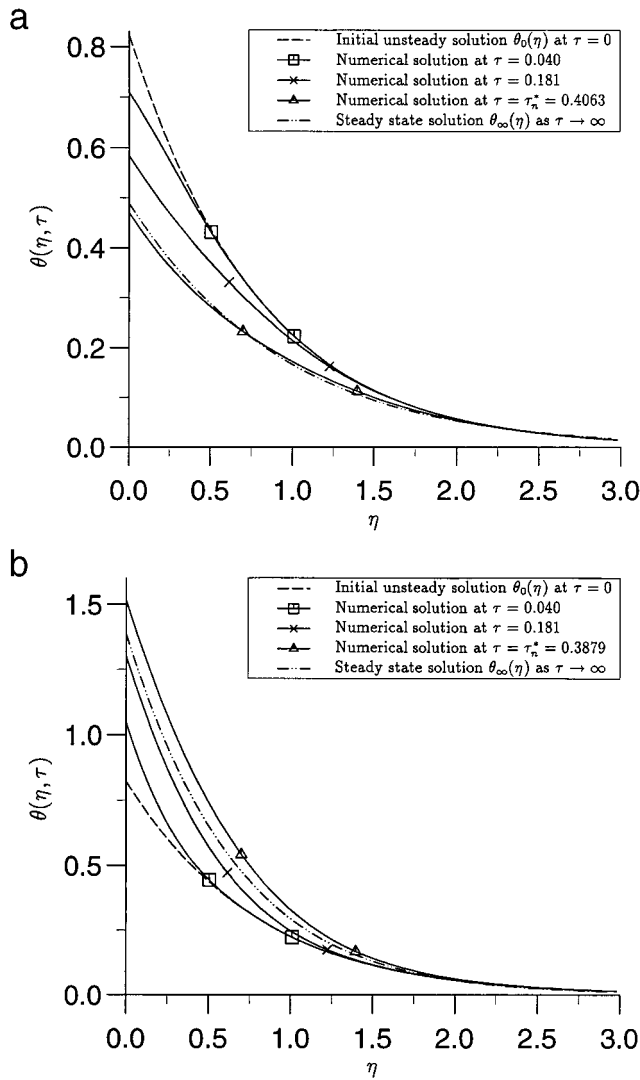 a
0.8
0.6
0.4
0.2
0.0
θ(η, τ)
Initial unsteady solution θ₀(η) at τ = 0
Numerical solution at τ = 0.040
Numerical solution at τ = 0.181
Numerical solution at τ = τₙ* = 0.4063
Steady state solution θ∞(η) as τ → ∞
0.0 0.5 1.0 1.5 2.0 2.5 3.0
η
b
1.5
1.0
0.5
0.0
θ(η, τ)
Initial unsteady solution θ₀(η) at τ = 0
Numerical solution at τ = 0.040
Numerical solution at τ = 0.181
Numerical solution at τ = τₙ* = 0.3879
Steady state solution θ∞(η) as τ → ∞
0.0 0.5 1.0 1.5 2.0 2.5 3.0
η